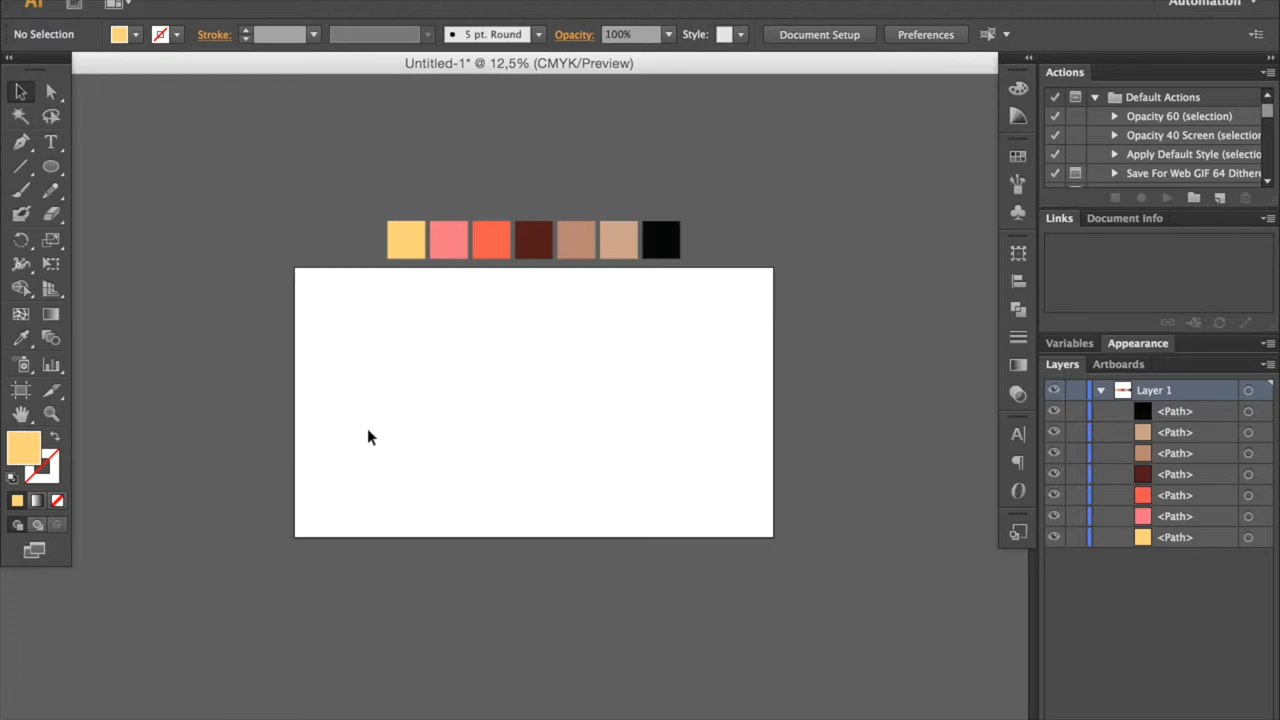 Ai
Automation
No Selection
Stroke:
5 pt. Round
Opacity: 100%
Style:
Document Setup
Preferences
Untitled-1* @ 12,5% (CMYK/Preview)
Actions
Default Actions
Opacity 60 (selection)
Opacity 40 Screen (selection
Apply Default Style (selectio
Save For Web GIF 64 Dithere
Links
Document Info
Variables
Appearance
Layers
Artboards
Layer 1
<Path>
<Path>
<Path>
<Path>
<Path>
<Path>
<Path>